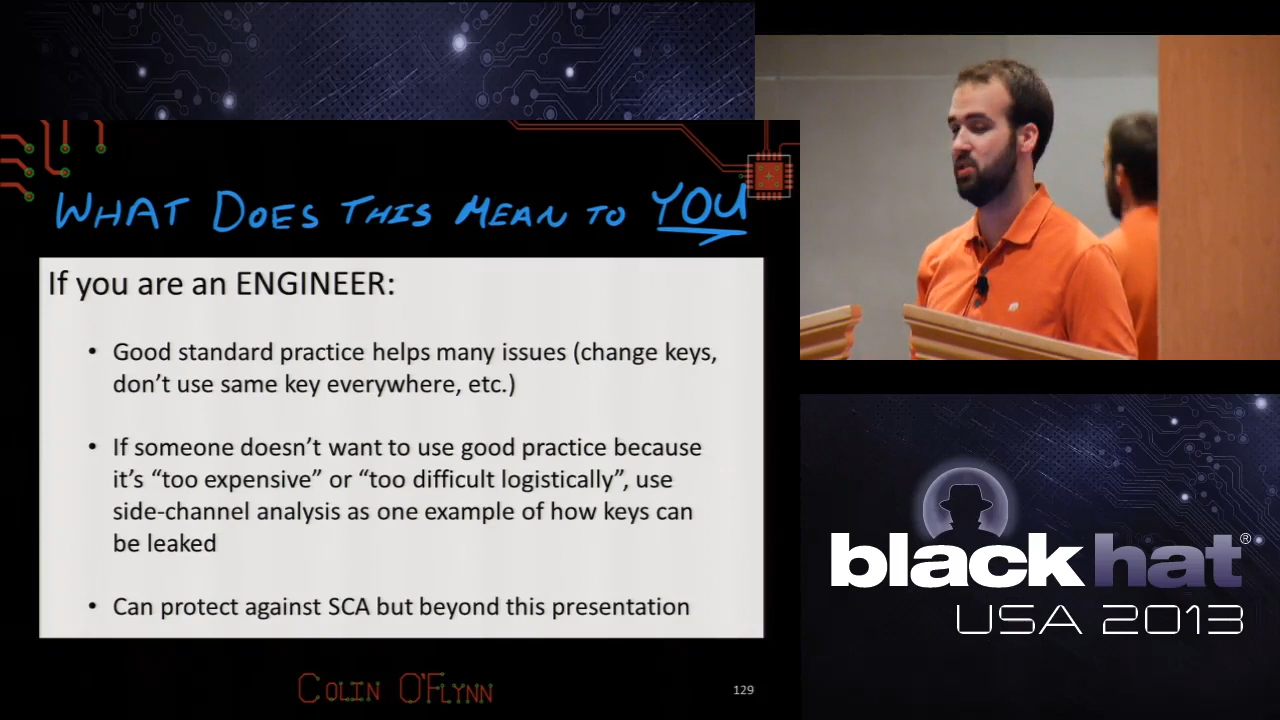 WHAT DOES THIS MEAN TO YOU
If you are an ENGINEER:
• Good standard practice helps many issues (change keys,
don't use same key everywhere, etc.)
• If someone doesn't want to use good practice because
it's “too expensive” or “too difficult logistically”, use
side-channel analysis as one example of how keys can
be leaked
• Can protect against SCA but beyond this presentation
COLIN O'FLYNN
129
black hat®
USA 2013